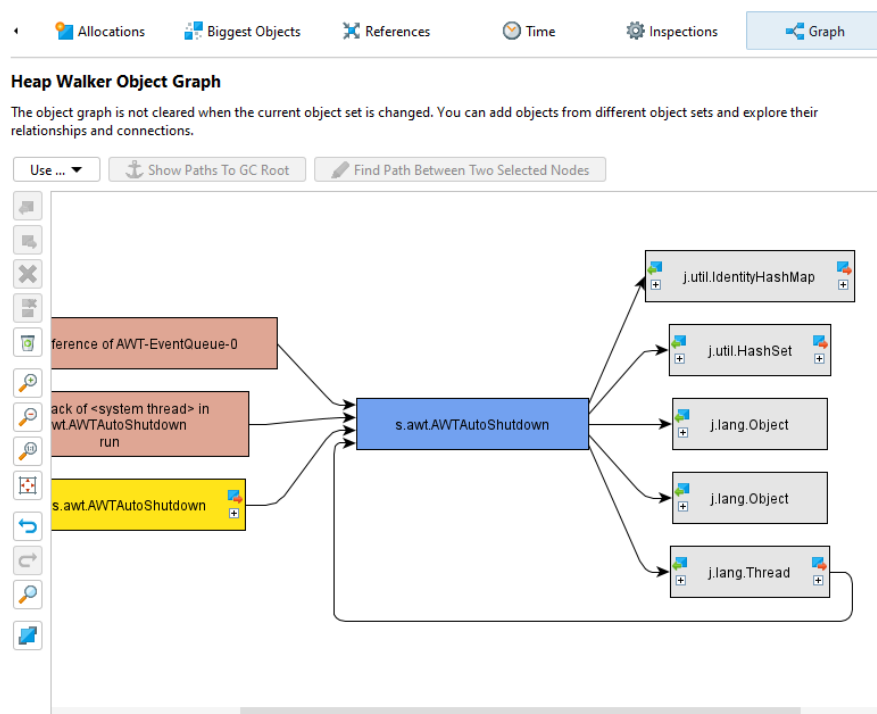 Allocations
Biggest Objects
References
Time
Inspections
Graph
Heap Walker Object Graph
The object graph is not cleared when the current object set is changed. You can add objects from different object sets and explore their
relationships and connections.
Use ...
Show Paths To GC Root
Find Path Between Two Selected Nodes
ference of AWT-EventQueue-0
ack of <system thread> in
wt.AWTAutoShutdown
run
s.awt.AWTAutoShutdown
s.awt.AWTAutoShutdown
j.util.IdentityHashMap
j.util.HashSet
j.lang.Object
j.lang.Object
j.lang.Thread